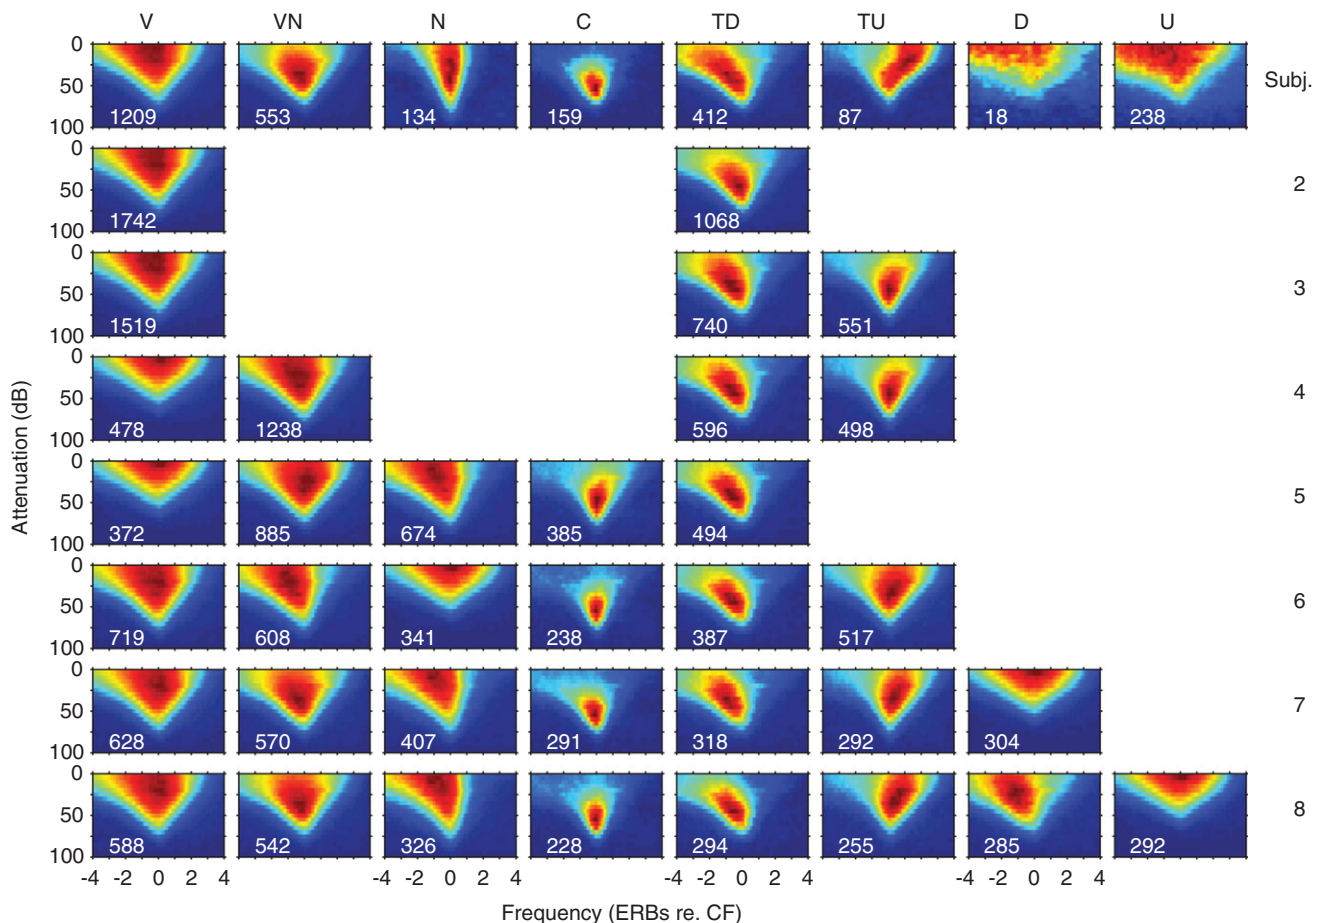 V VN N C TD TU D U
0
50
100
1209 553 134 159 412 87 18 238
Subj.
0
50
100
1742 1068
2
0
50
100
1519 740 551
3
0
50
100
478 1238 596 498
4
0
50
100
372 885 674 385 494
5
0
50
100
719 608 341 238 387 517
6
0
50
100
628 570 407 291 318 292 304
7
0
50
100
588 542 326 228 294 255 285 292
8
Attenuation (dB)
-4 -2 0 2 4 -4 -2 0 2 4 -4 -2 0 2 4 -4 -2 0 2 4
Frequency (ERBs re. CF)